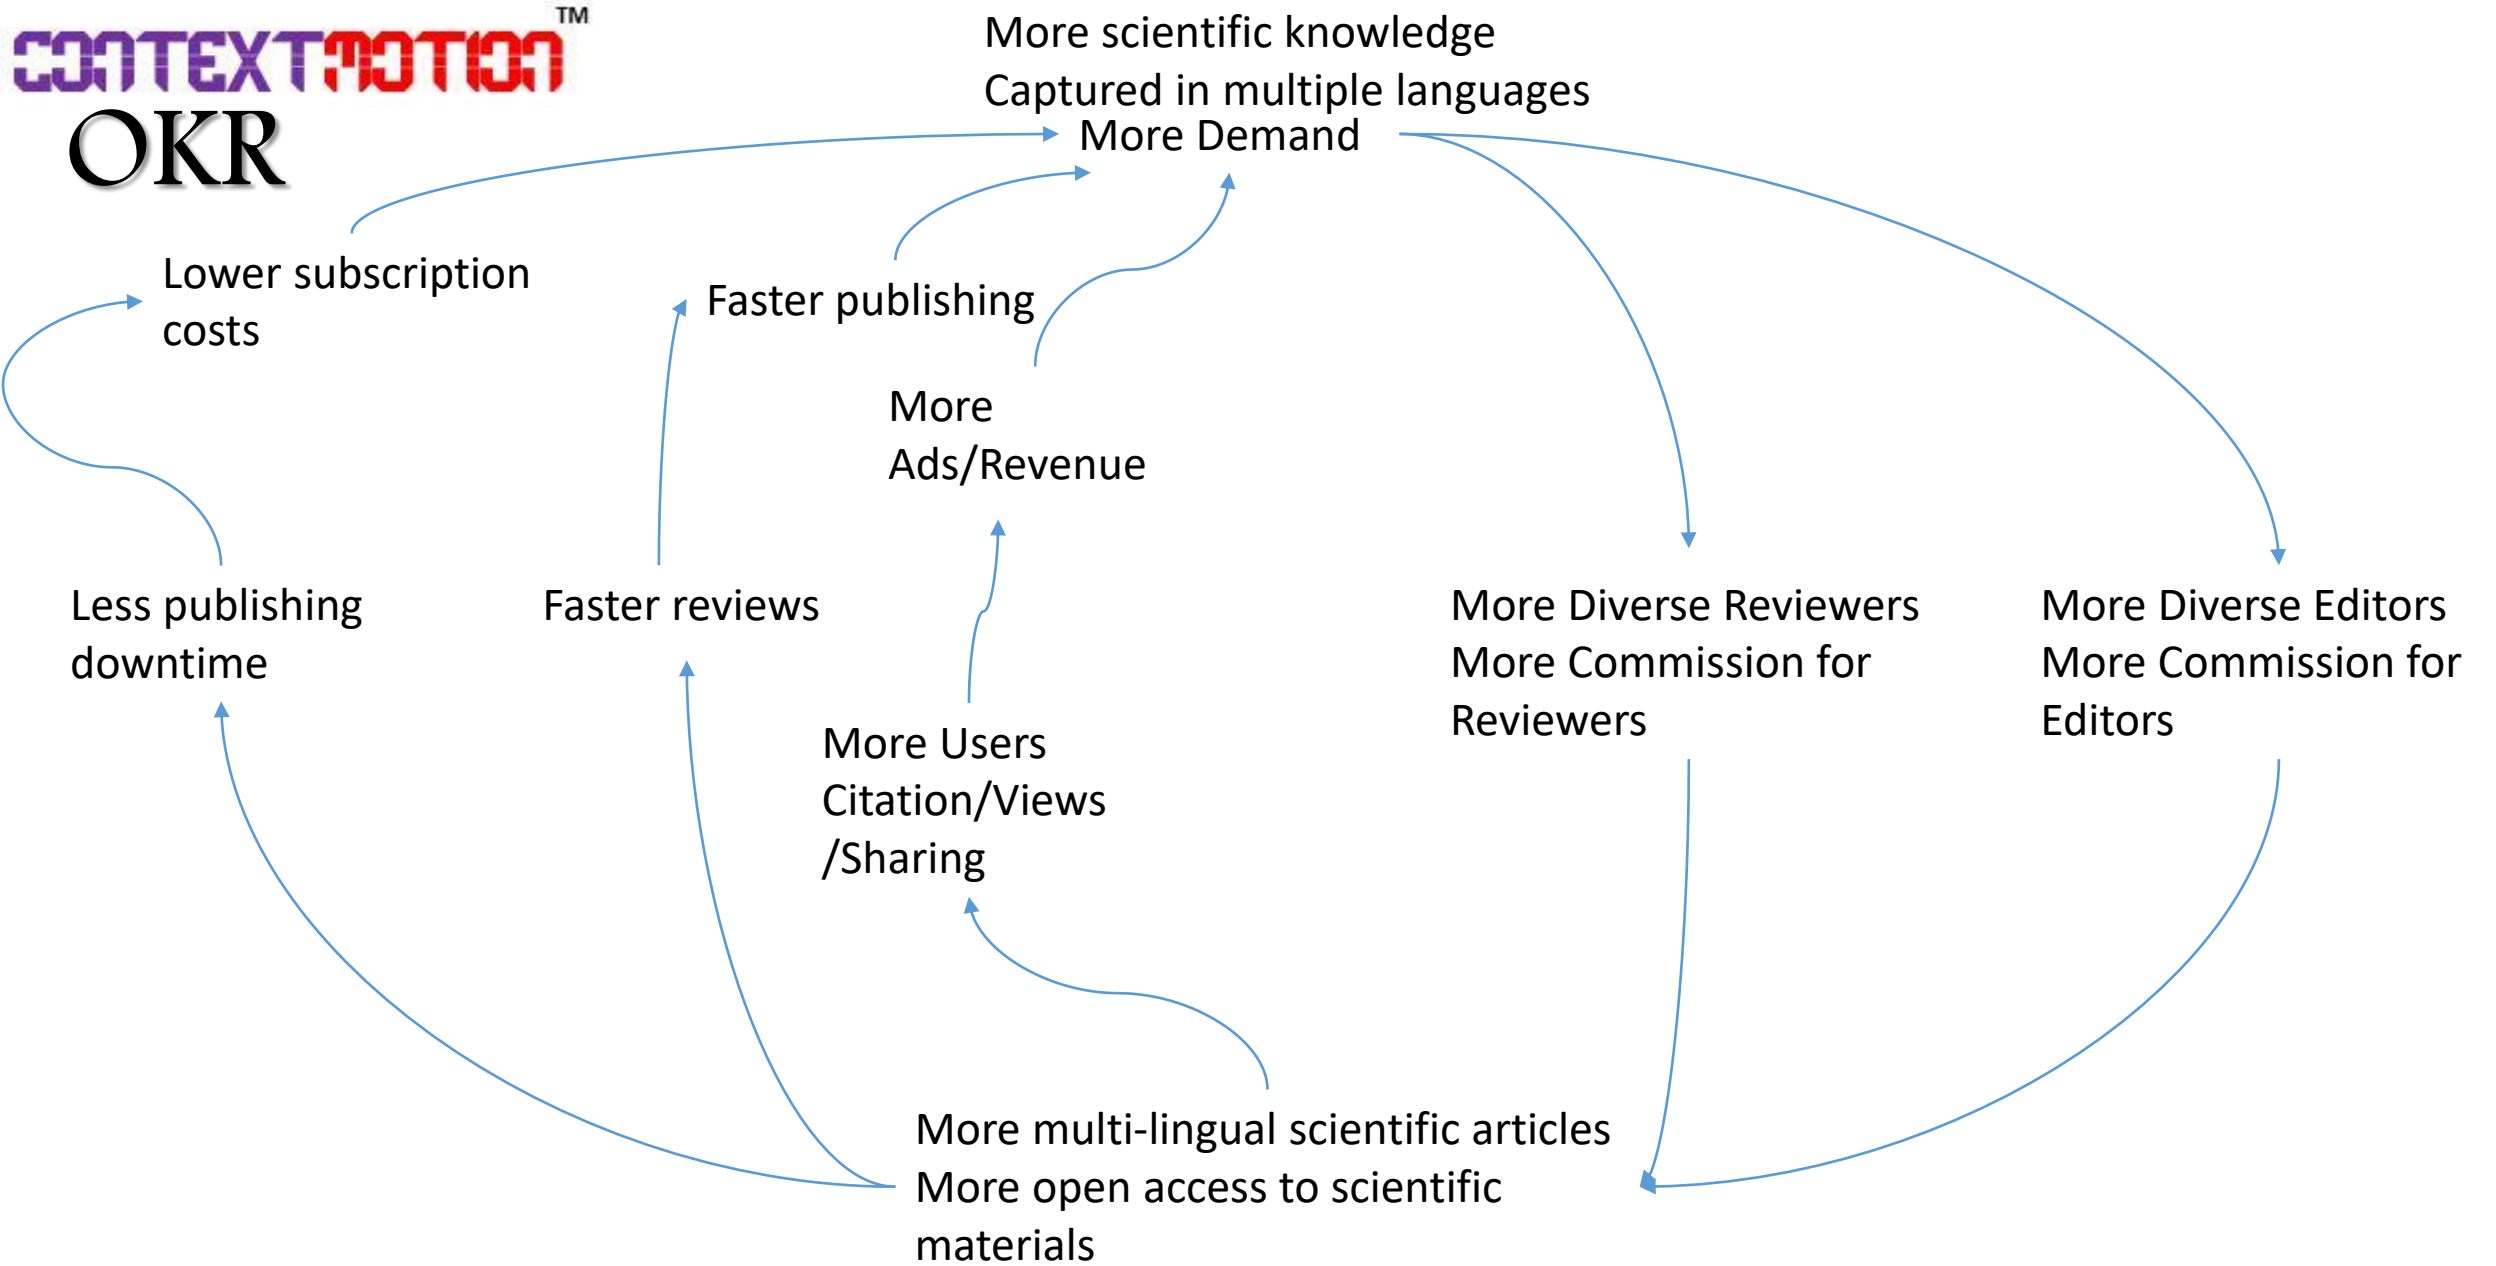 CONTEXTMOTION™
OKR
More scientific knowledge
Captured in multiple languages
More Demand
Lower subscription
costs
Faster publishing
More
Ads/Revenue
Less publishing
downtime
Faster reviews
More Users
Citation/Views
/Sharing
More Diverse Reviewers
More Commission for
Reviewers
More Diverse Editors
More Commission for
Editors
More multi-lingual scientific articles
More open access to scientific
materials